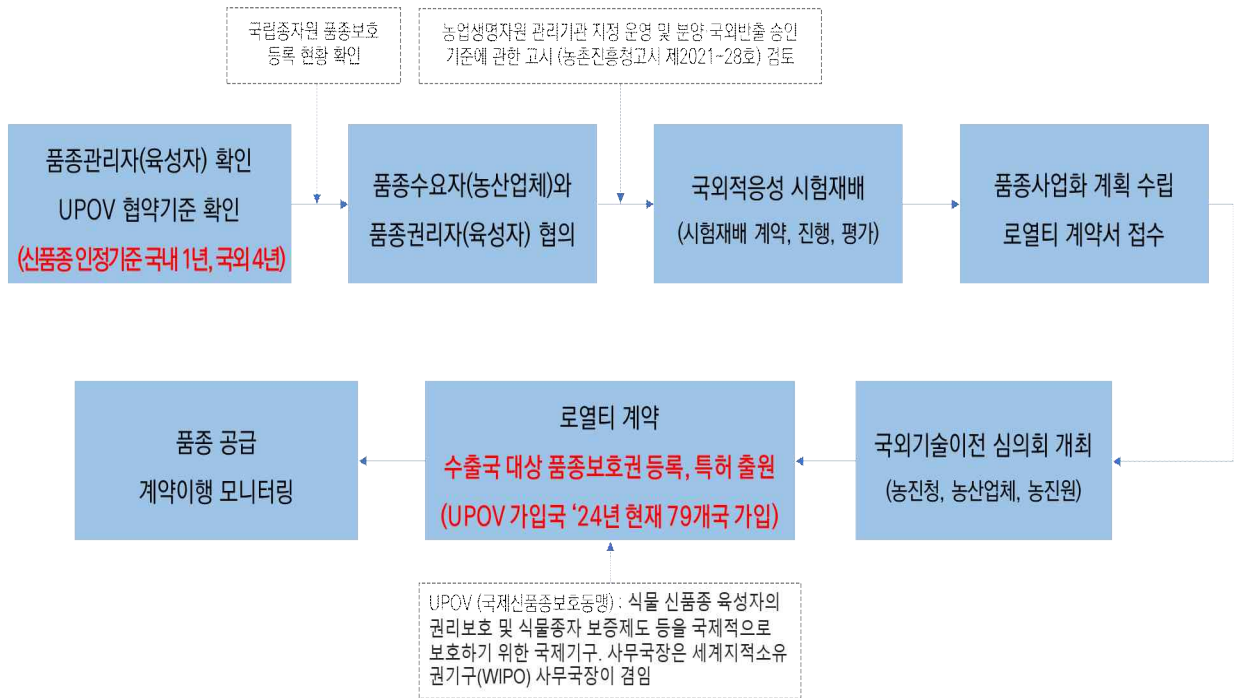 국립종자원 품종보호
등록 현황 확인
농업생명자원 관리기관 지정 운영 및 분양·국외반출 승인
기준에 관한 고시 (농촌진흥청고시 제2021-28호) 검토
품종관리자(육성자) 확인
UPOV 협약기준 확인
(신품종 인정기준 국내 1년, 국외 4년)
품종수요자(농산업체)와
품종권리자(육성자) 협의
국외적응성 시험재배
(시험재배 계약, 진행, 평가)
품종사업화 계획 수립
로열티 계약서 접수
품종 공급
계약이행 모니터링
로열티 계약
수출국 대상 품종보호권 등록, 특허 출원
(UPOV 가입국 ‘24년 현재 79개국 가입)
국외기술이전 심의회 개최
(농진청, 농산업체, 농진원)
UPOV (국제신품종보호동맹) : 식물 신품종 육성자의
권리보호 및 식물종자 보증제도 등을 국제적으로
보호하기 위한 국제기구. 사무국장은 세계지적소유
권기구(WIPO) 사무국장이 겸임